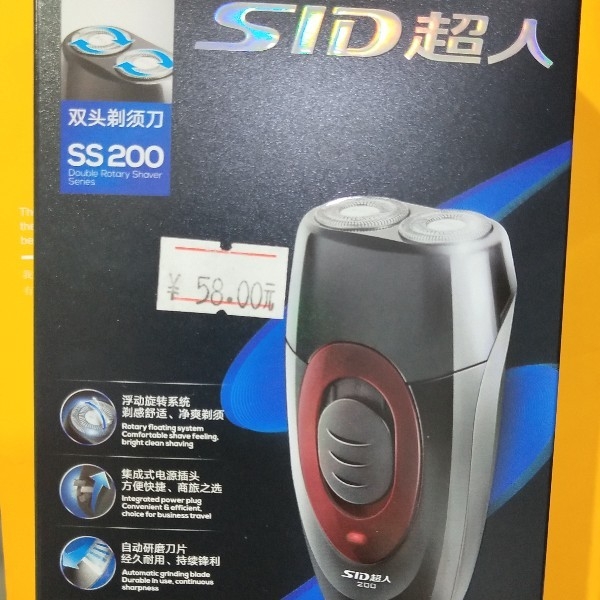 SID超人
双头剃须刀
SS 200
Double Rotary Shaver
Series
¥ 58.00元
浮动旋转系统
剃感舒适、净爽剃须
Rotary floating system
Comfortable shave feeling,
bright clean shaving
集成式电源插头
方便快捷、商旅之选
Integrated power plug
Convenient & efficient,
choice for business travel
自动研磨刀片
经久耐用、持续锋利
Automatic grinding blade
Durable in use, continuous
sharpness
SID超人
200